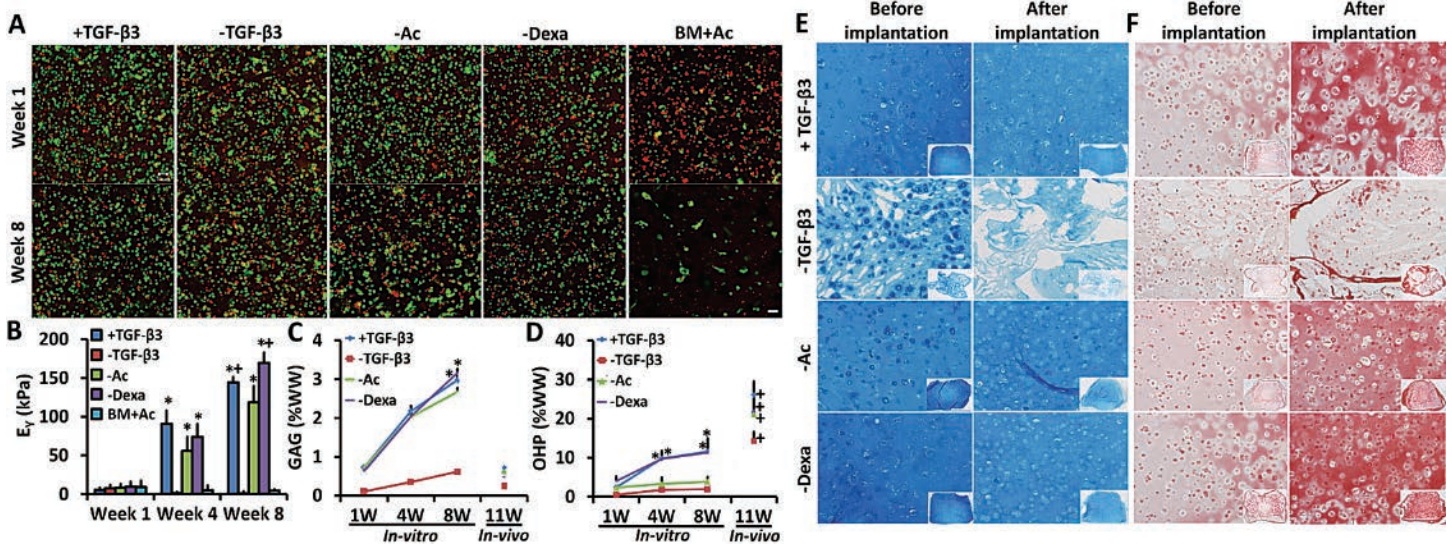 A
+TGF-β3 -TGF-β3 -Ac -Dexa BM+Ac
Week 1
Week 8
B
+TGF-β3
-TGF-β3
-Ac
-Dexa
BM+Ac
Eγ (kPa)
200
150
100
50
0
* * * *+ * *+
Week 1 Week 4 Week 8
C
+TGF-β3
-TGF-β3
-Ac
-Dexa
GAG (%WW)
4
3
2
1
0
* *
1W 4W 8W 11W
In-vitro In-vivo
D
+TGF-β3
-TGF-β3
-Ac
-Dexa
OHP (%WW)
40
30
20
10
0
* * * *
+ + + +
1W 4W 8W 11W
In-vitro In-vivo
E
Before implantation
After implantation
+ TGF-β3
-TGF-β3
-Ac
-Dexa
F
Before implantation
After implantation